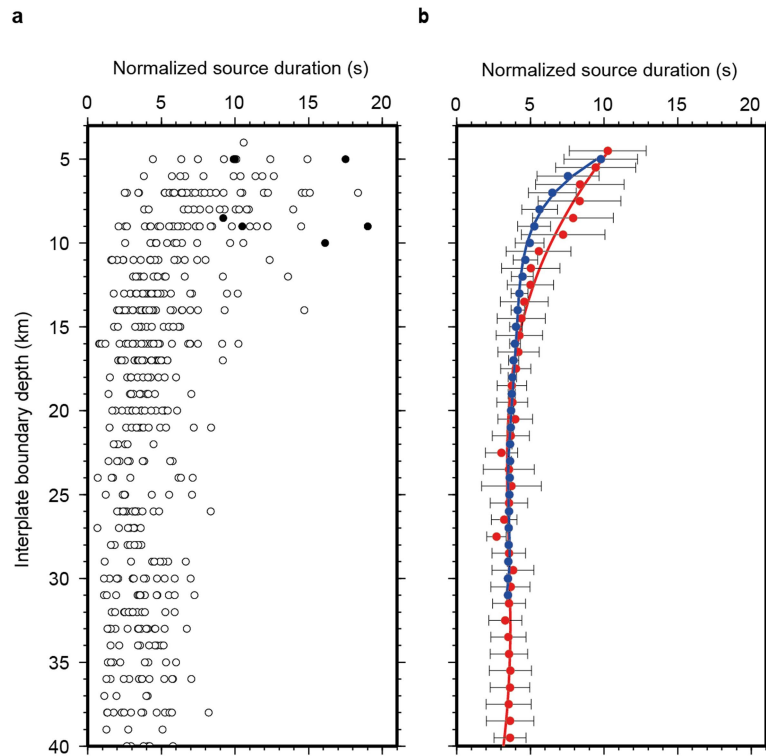 a
b
Normalized source duration (s)
Normalized source duration (s)
0 5 10 15 20
0 5 10 15 20
Interplate boundary depth (km)
5
10
15
20
25
30
35
40